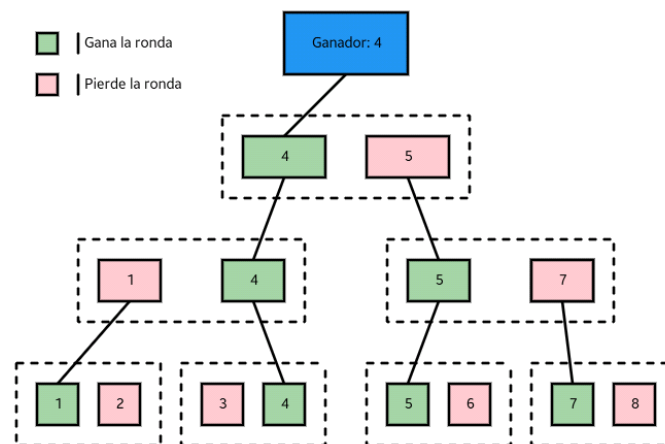 Ganador: 4
Gana la ronda
Pierde la ronda
4 5
1 4 5 7
1 2 3 4 5 6 7 8